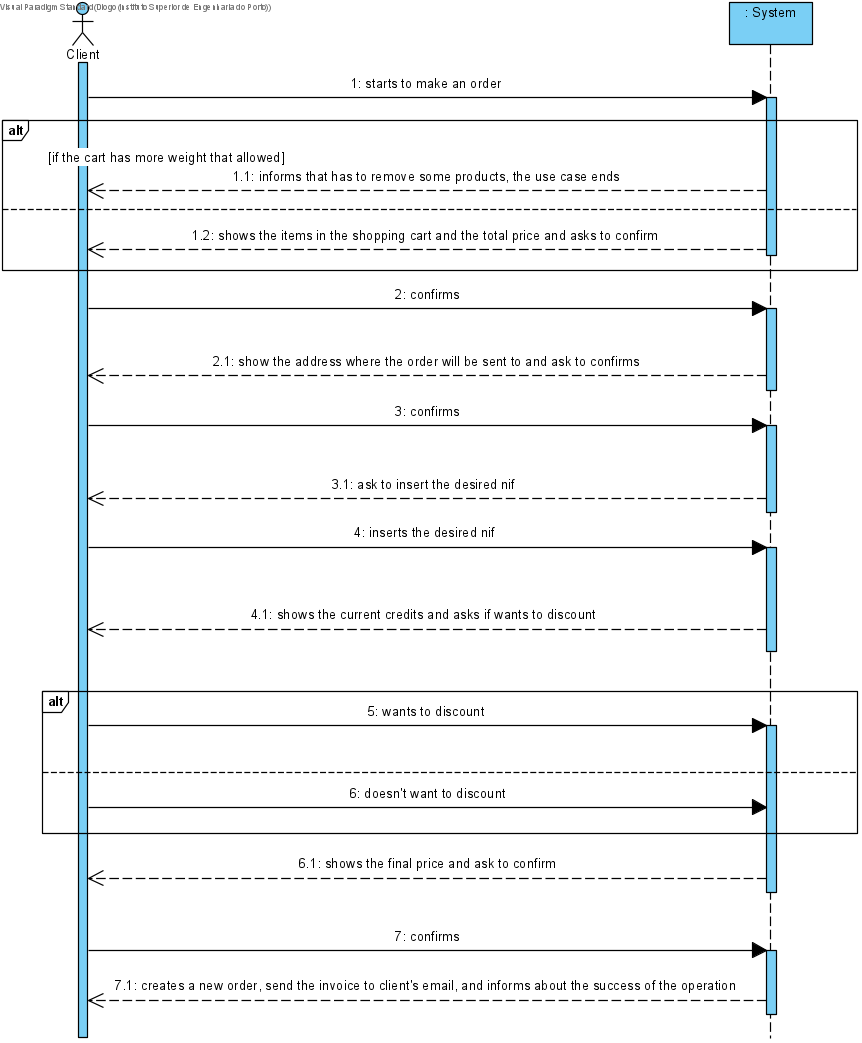 Visual Paradigm Standard(Diogo(Instituto Superior de Engenharia do Porto))
: System
Client
1: starts to make an order
alt
[if the cart has more weight that allowed]
1.1: informs that has to remove some products, the use case ends
1.2: shows the items in the shopping cart and the total price and asks to confirm
2: confirms
2.1: show the address where the order will be sent to and ask to confirms
3: confirms
3.1: ask to insert the desired nif
4: inserts the desired nif
4.1: shows the current credits and asks if wants to discount
alt
5: wants to discount
6: doesn't want to discount
6.1: shows the final price and ask to confirm
7: confirms
7.1: creates a new order, send the invoice to client's email, and informs about the success of the operation